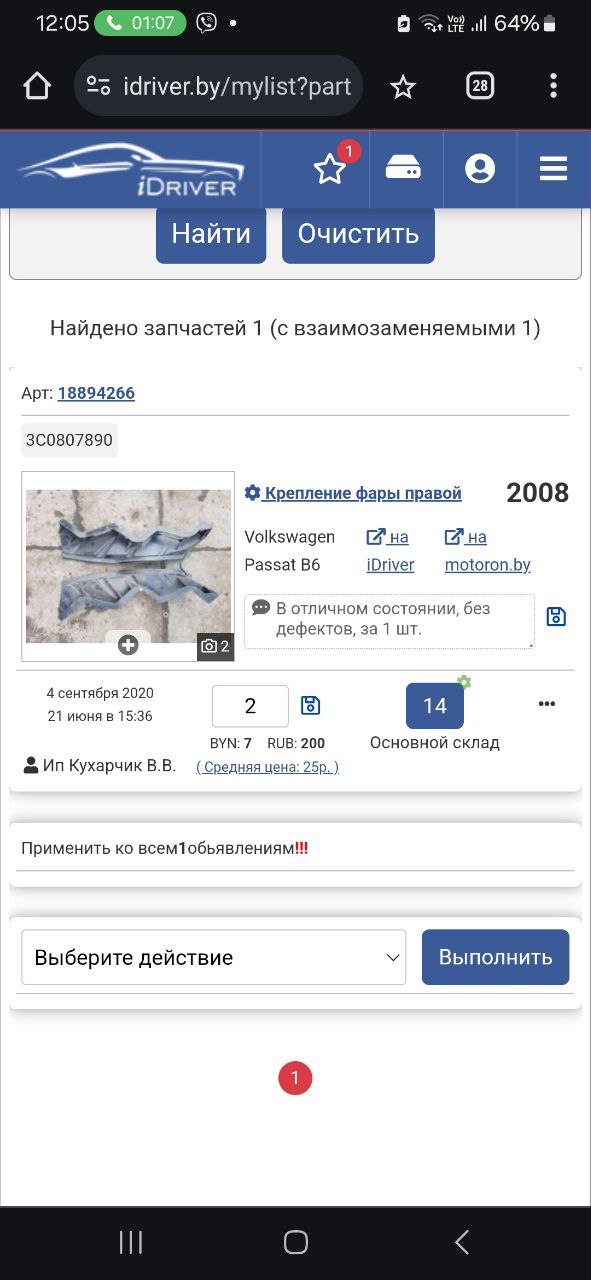 12:05 01:07 Vo)) LTE 64%
idriver.by/mylist?part 28
iDRIVER 1
Найти Очистить
Найдено запчастей 1 (с взаимозаменяемыми 1)
Арт: 18894266
3C0807890
Крепление фары правой 2008
Volkswagen Passat B6
на iDriver
на motoron.by
В отличном состоянии, без
дефектов, за 1 шт.
2
4 сентября 2020
21 июня в 15:36
2
14
BYN: 7 RUB: 200
Основной склад
Ип Кухарчик В.В.
( Средняя цена: 25р. )
Применить ко всем1обьявлениям!!!
Выберите действие
Выполнить
1